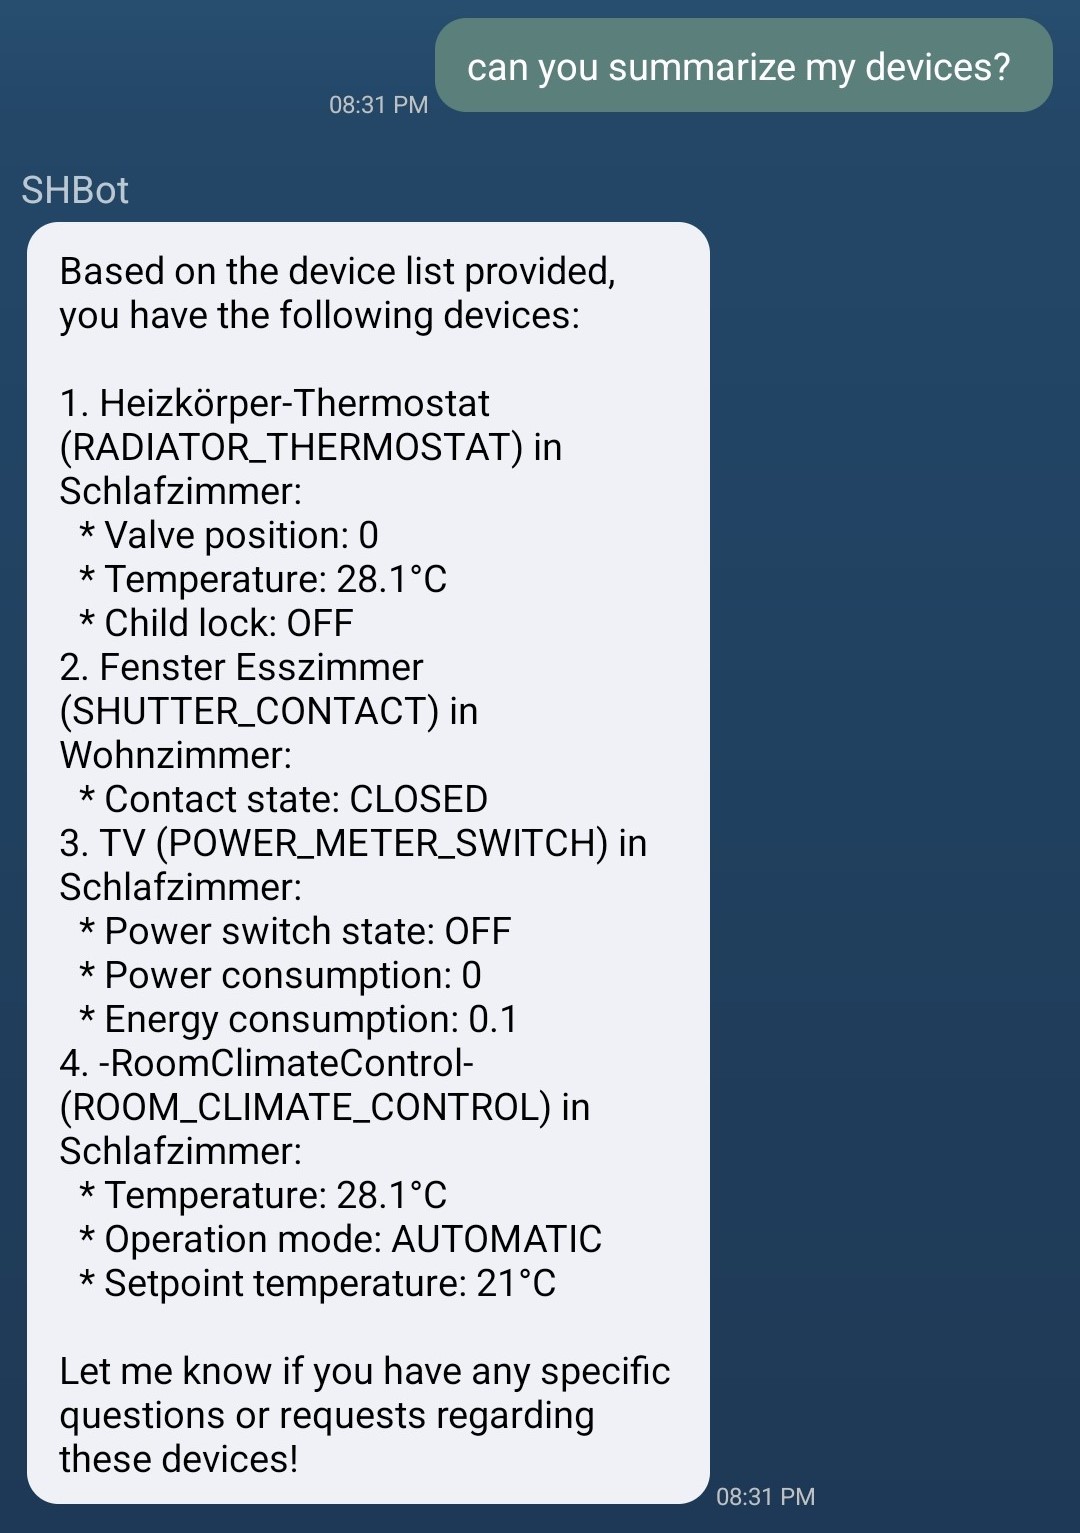 can you summarize my devices?
08:31 PM
SHBot
Based on the device list provided,
you have the following devices:
1. Heizkörper-Thermostat
(RADIATOR_THERMOSTAT) in
Schlafzimmer:
* Valve position: 0
* Temperature: 28.1°C
* Child lock: OFF
2. Fenster Esszimmer
(SHUTTER_CONTACT) in
Wohnzimmer:
* Contact state: CLOSED
3. TV (POWER_METER_SWITCH) in
Schlafzimmer:
* Power switch state: OFF
* Power consumption: 0
* Energy consumption: 0.1
4. -RoomClimateControl-
(ROOM_CLIMATE_CONTROL) in
Schlafzimmer:
* Temperature: 28.1°C
* Operation mode: AUTOMATIC
* Setpoint temperature: 21°C
Let me know if you have any specific
questions or requests regarding
these devices!
08:31 PM